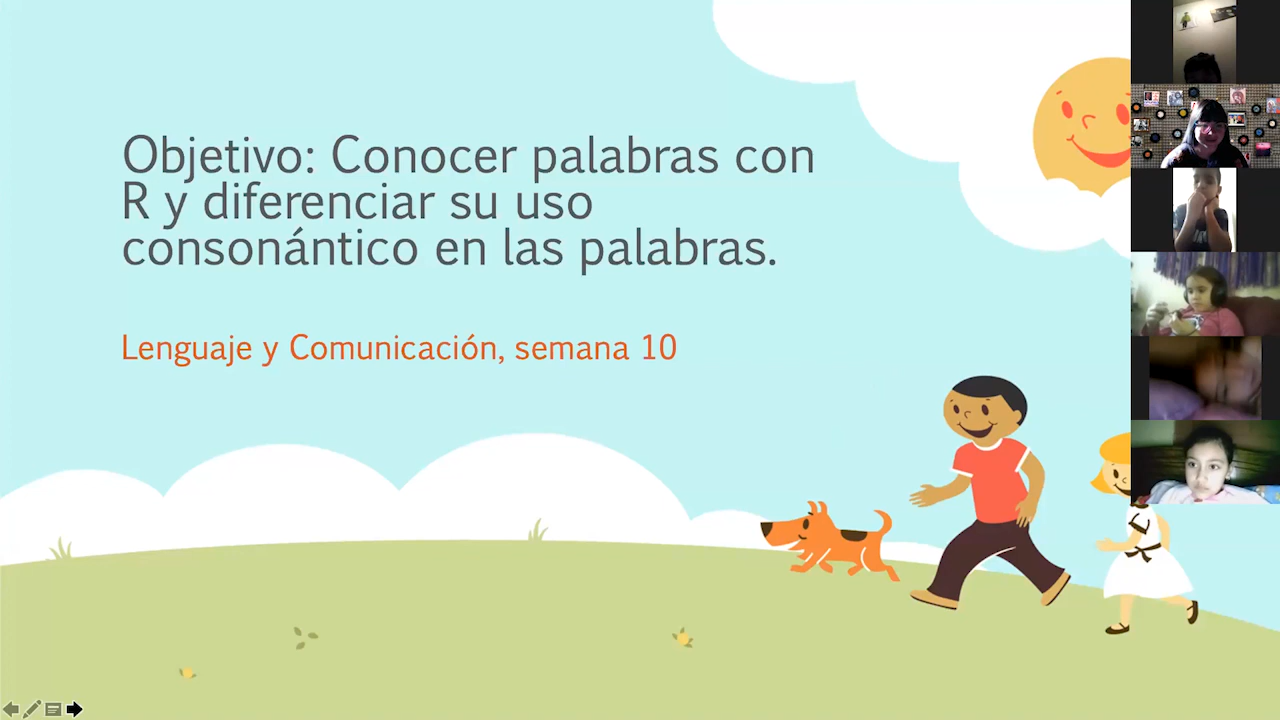 Objetivo: Conocer palabras con
R y diferenciar su uso
consonántico en las palabras.
Lenguaje y Comunicación, semana 10